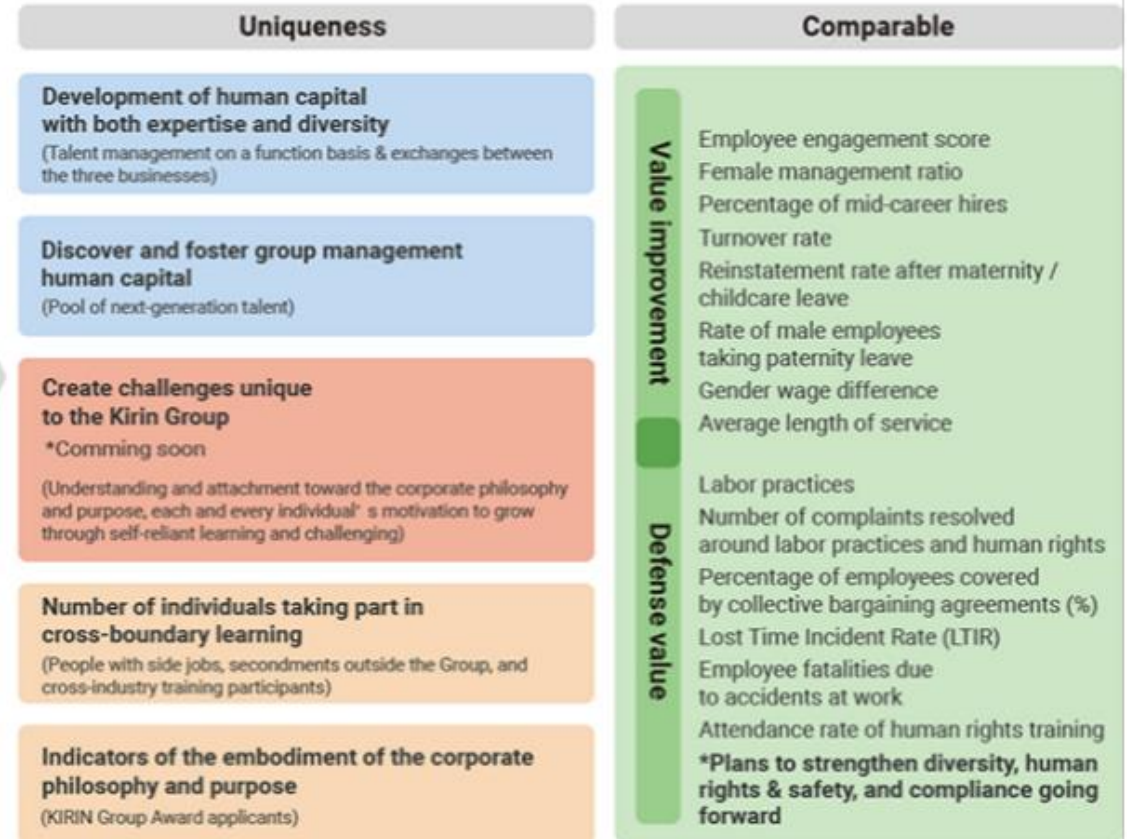 Uniqueness
Development of human capital
with both expertise and diversity
(Talent management on a function basis & exchanges between
the three businesses)
Discover and foster group management
human capital
(Pool of next-generation talent)
Create challenges unique
to the Kirin Group
*Comming soon
(Understanding and attachment toward the corporate philosophy
and purpose, each and every individual' s motivation to grow
through self-reliant learning and challenging)
Number of individuals taking part in
cross-boundary learning
(People with side jobs, secondments outside the Group, and
cross-industry training participants)
Indicators of the embodiment of the corporate
philosophy and purpose
(KIRIN Group Award applicants)
Comparable
Value improvement
Employee engagement score
Female management ratio
Percentage of mid-career hires
Turnover rate
Reinstatement rate after maternity /
childcare leave
Rate of male employees
taking paternity leave
Gender wage difference
Average length of service
Defense value
Labor practices
Number of complaints resolved
around labor practices and human rights
Percentage of employees covered
by collective bargaining agreements (%)
Lost Time Incident Rate (LTIR)
Employee fatalities due
to accidents at work
Attendance rate of human rights training
*Plans to strengthen diversity, human
rights & safety, and compliance going
forward